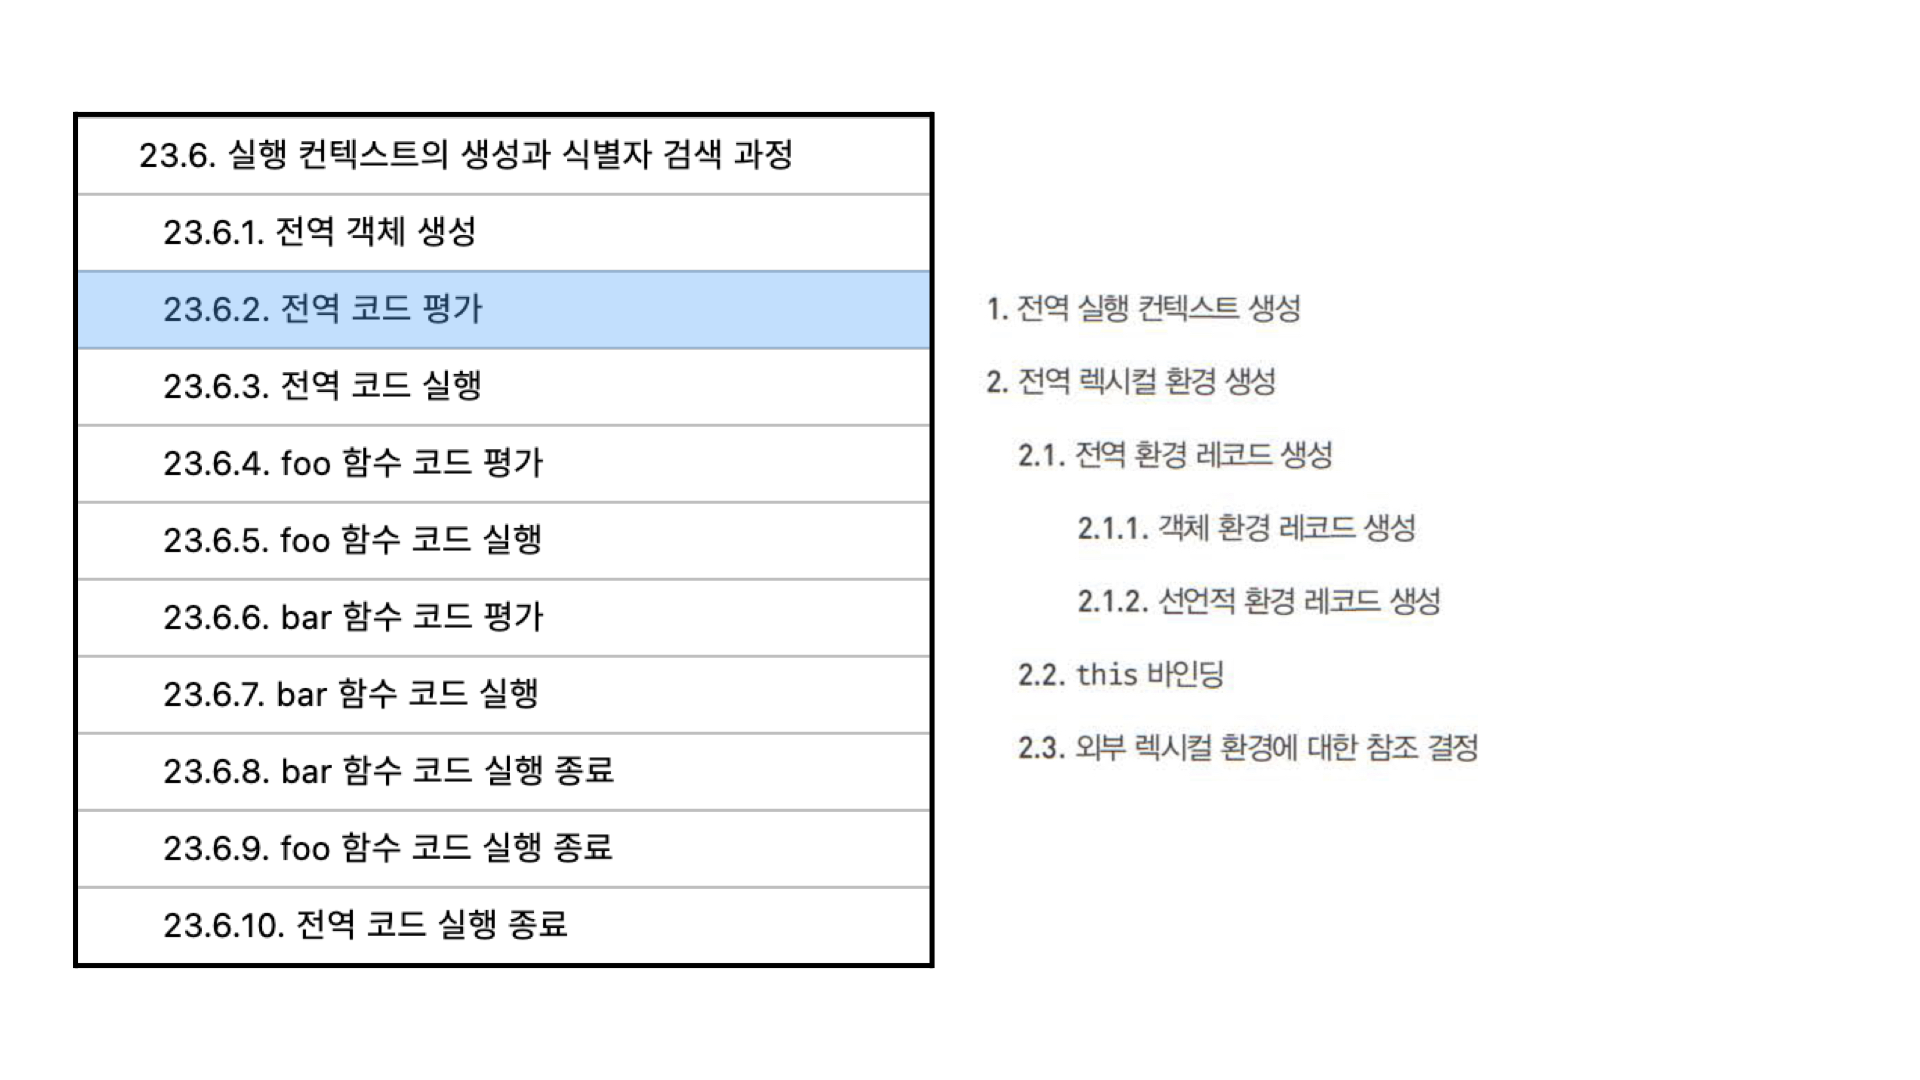 23.6. 실행 컨텍스트의 생성과 식별자 검색 과정
23.6.1. 전역 객체 생성
23.6.2. 전역 코드 평가
23.6.3. 전역 코드 실행
23.6.4. foo 함수 코드 평가
23.6.5. foo 함수 코드 실행
23.6.6. bar 함수 코드 평가
23.6.7. bar 함수 코드 실행
23.6.8. bar 함수 코드 실행 종료
23.6.9. foo 함수 코드 실행 종료
23.6.10. 전역 코드 실행 종료
1. 전역 실행 컨텍스트 생성
2. 전역 렉시컬 환경 생성
2.1. 전역 환경 레코드 생성
2.1.1. 객체 환경 레코드 생성
2.1.2. 선언적 환경 레코드 생성
2.2. this 바인딩
2.3. 외부 렉시컬 환경에 대한 참조 결정